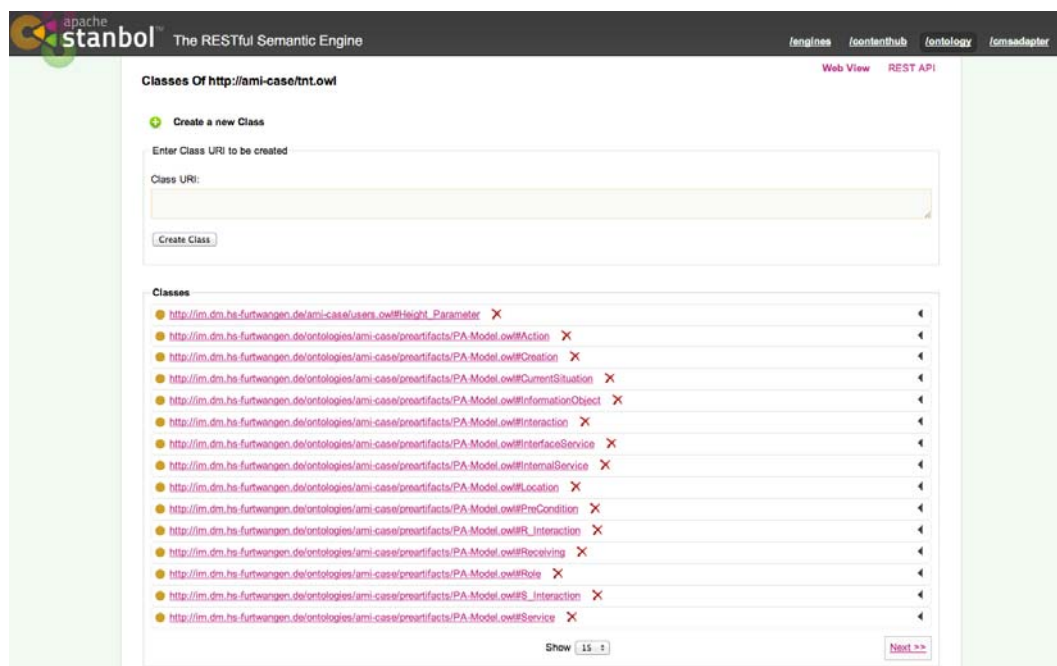 apache
stanbol™ The RESTful Semantic Engine
/engines /contenthub /ontology /cmsadapter
Web View REST API
Classes Of http://ami-case/tnt.owl
Create a new Class
Enter Class URI to be created
Class URI:
Create Class
Classes
http://im.dm.hs-furtwangen.de/ami-case/users.owl#Height_Parameter
http://im.dm.hs-furtwangen.de/ontologies/ami-case/preartifacts/PA-Model.owl#Action
http://im.dm.hs-furtwangen.de/ontologies/ami-case/preartifacts/PA-Model.owl#Creation
http://im.dm.hs-furtwangen.de/ontologies/ami-case/preartifacts/PA-Model.owl#CurrentSituation
http://im.dm.hs-furtwangen.de/ontologies/ami-case/preartifacts/PA-Model.owl#InformationObject
http://im.dm.hs-furtwangen.de/ontologies/ami-case/preartifacts/PA-Model.owl#Interaction
http://im.dm.hs-furtwangen.de/ontologies/ami-case/preartifacts/PA-Model.owl#InterfaceService
http://im.dm.hs-furtwangen.de/ontologies/ami-case/preartifacts/PA-Model.owl#InternalService
http://im.dm.hs-furtwangen.de/ontologies/ami-case/preartifacts/PA-Model.owl#Location
http://im.dm.hs-furtwangen.de/ontologies/ami-case/preartifacts/PA-Model.owl#PreCondition
http://im.dm.hs-furtwangen.de/ontologies/ami-case/preartifacts/PA-Model.owl#R_Interaction
http://im.dm.hs-furtwangen.de/ontologies/ami-case/preartifacts/PA-Model.owl#Receiving
http://im.dm.hs-furtwangen.de/ontologies/ami-case/preartifacts/PA-Model.owl#Role
http://im.dm.hs-furtwangen.de/ontologies/ami-case/preartifacts/PA-Model.owl#S_Interaction
http://im.dm.hs-furtwangen.de/ontologies/ami-case/preartifacts/PA-Model.owl#Service
Show 15
Next >>